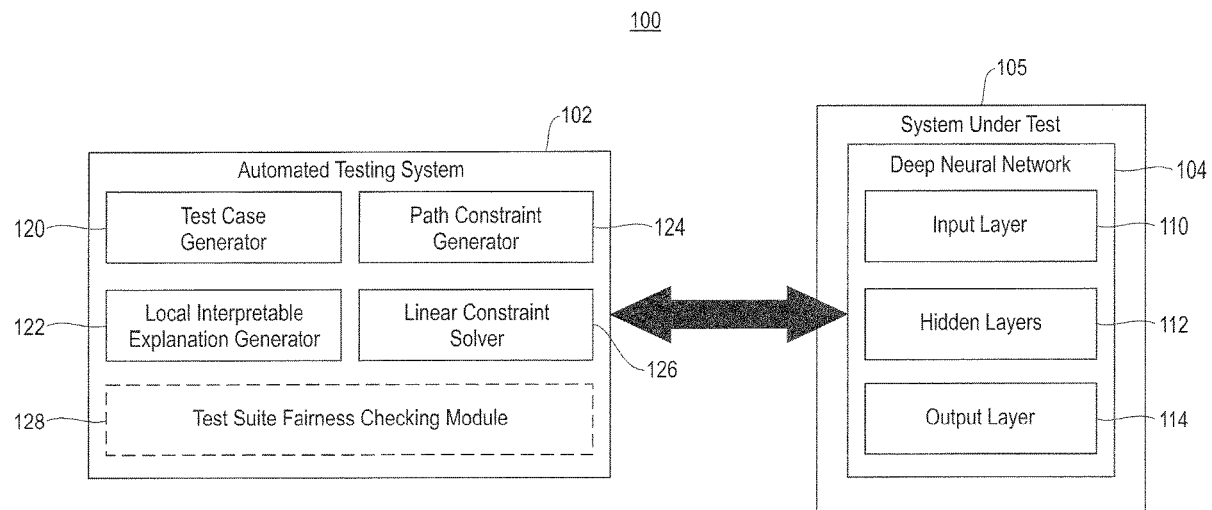 100
102
Automated Testing System
120
Test Case
Generator
Path Constraint
Generator
124
122
Local Interpretable
Explanation Generator
Linear Constraint
Solver
126
128
Test Suite Fairness Checking Module
105
System Under Test
Deep Neural Network
104
Input Layer
110
Hidden Layers
112
Output Layer
114